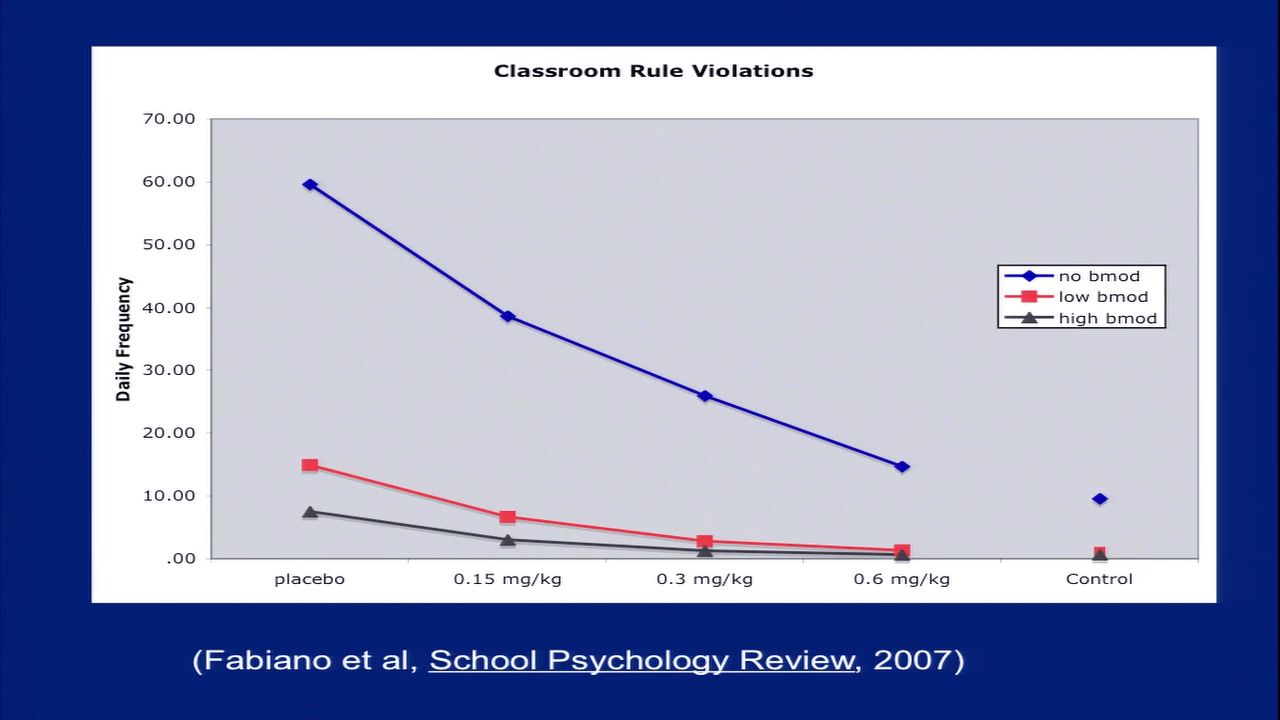 Classroom Rule Violations
70.00
60.00
50.00
40.00
30.00
20.00
10.00
.00
Daily Frequency
no bmod
low bmod
high bmod
placebo 0.15 mg/kg 0.3 mg/kg 0.6 mg/kg Control
(Fabiano et al, School Psychology Review, 2007)